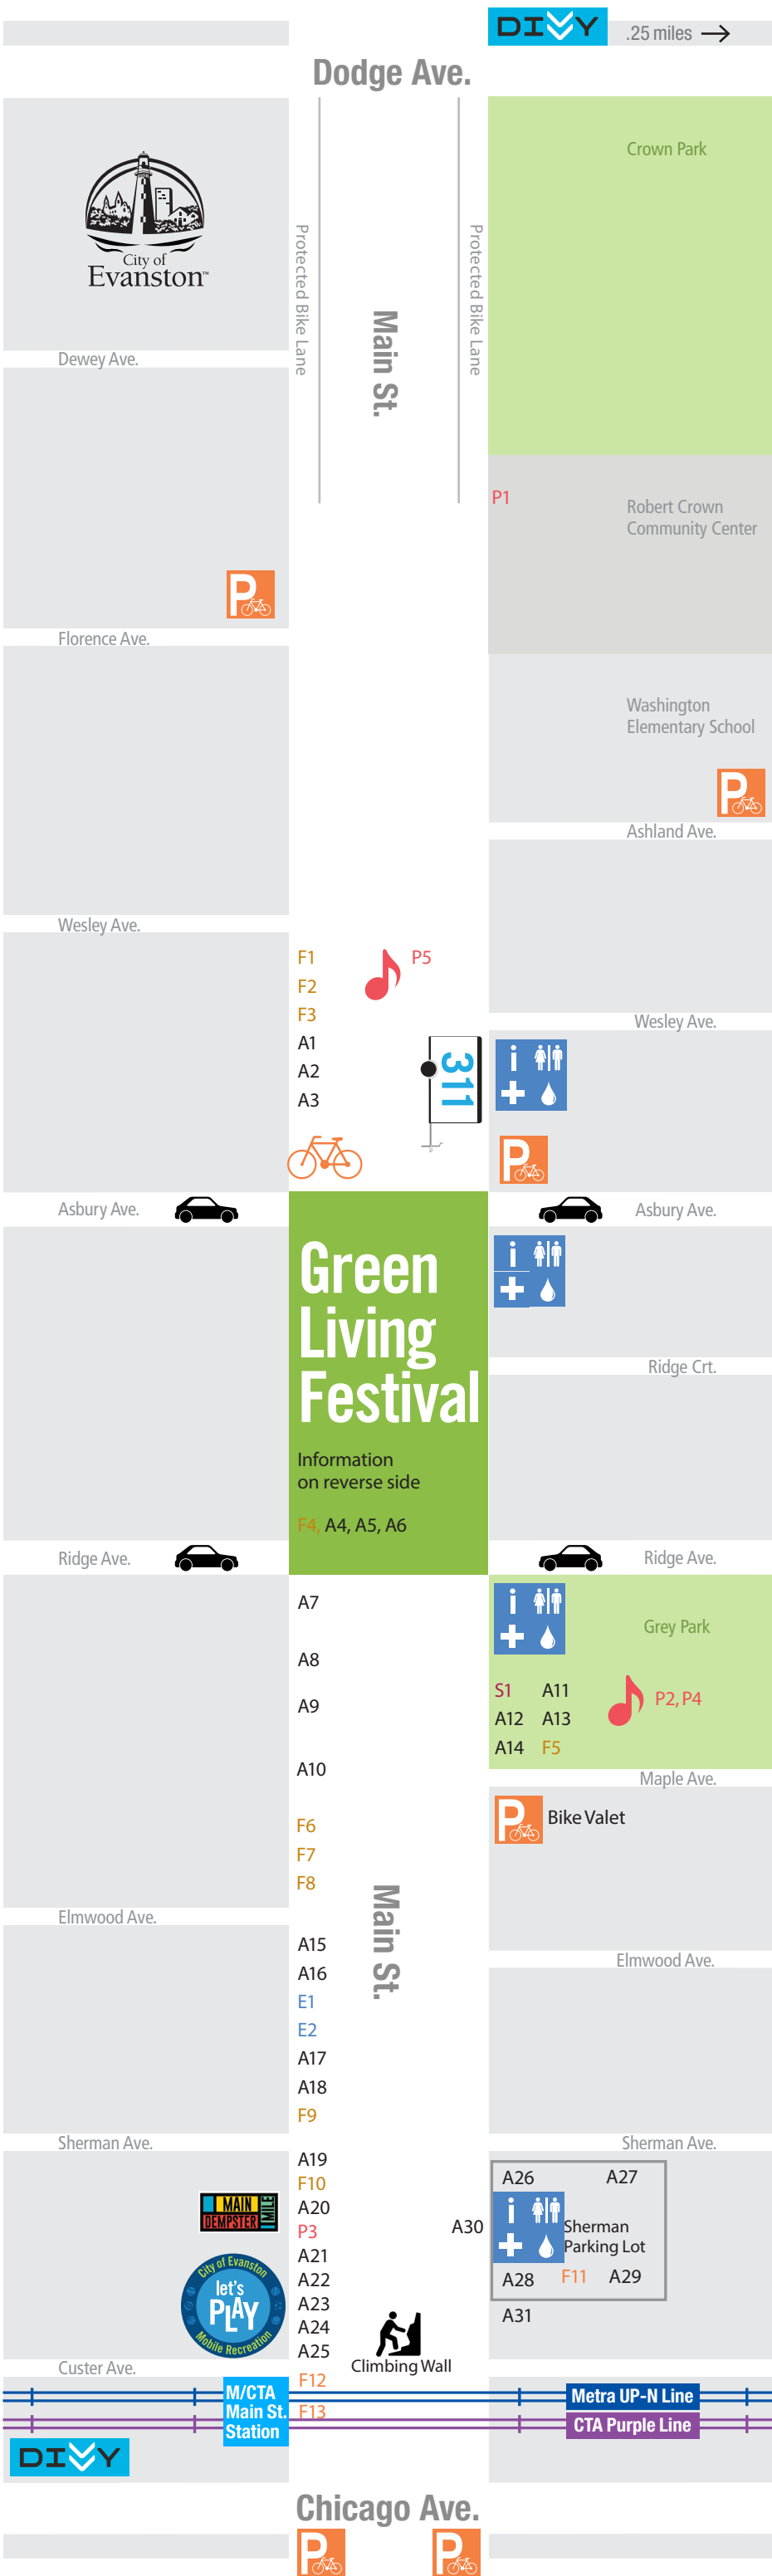 DIVVY
.25 miles
Dodge Ave.
Crown Park
City of
Evanston™
Protected Bike Lane
Main St.
Protected Bike Lane
Dewey Ave.
P1
Robert Crown
Community Center
P
Florence Ave.
Washington
Elementary School
P
Ashland Ave.
Wesley Ave.
F1
P5
F2
F3
Wesley Ave.
A1
A2
A3
311
i
P
Asbury Ave.
Asbury Ave.
Green
Living
Festival
i
Ridge Crt.
Information
on reverse side
F4, A4, A5, A6
Ridge Ave.
Ridge Ave.
A7
i
Grey Park
A8
A9
S1 A11
P2, P4
A12 A13
A14 F5
A10
Maple Ave.
P
Bike Valet
F6
F7
F8
Main St.
Elmwood Ave.
Elmwood Ave.
A15
A16
E1
E2
A17
A18
F9
Sherman Ave.
Sherman Ave.
A19
F10
A20
P3
A21
A22
A23
A24
A25
MAIN
DEMPSTER
MILE
City of Evanston
let's
PLAY
Mobile Recreation
A30
A26 A27
i
Sherman
Parking Lot
A28 F11 A29
A31
Climbing Wall
Custer Ave.
F12
F13
M/CTA
Main St.
Station
Metra UP-N Line
CTA Purple Line
DIVVY
Chicago Ave.
P
P